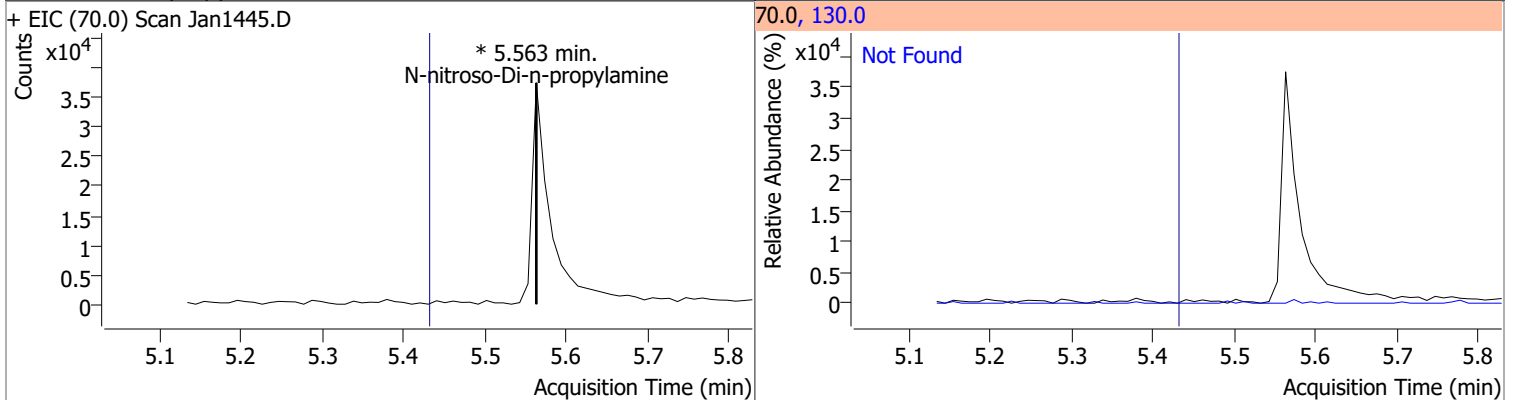 + EIC (70.0) Scan Jan1445.D
Counts
x10⁴
* 5.563 min.
N-nitroso-Di-n-propylamine
3.5
3
2.5
2
1.5
1
0.5
0
5.1 5.2 5.3 5.4 5.5 5.6 5.7 5.8
Acquisition Time (min)
70.0, 130.0
Relative Abundance (%)
x10⁴
Not Found
3.5
3
2.5
2
1.5
1
0.5
0
5.1 5.2 5.3 5.4 5.5 5.6 5.7 5.8
Acquisition Time (min)